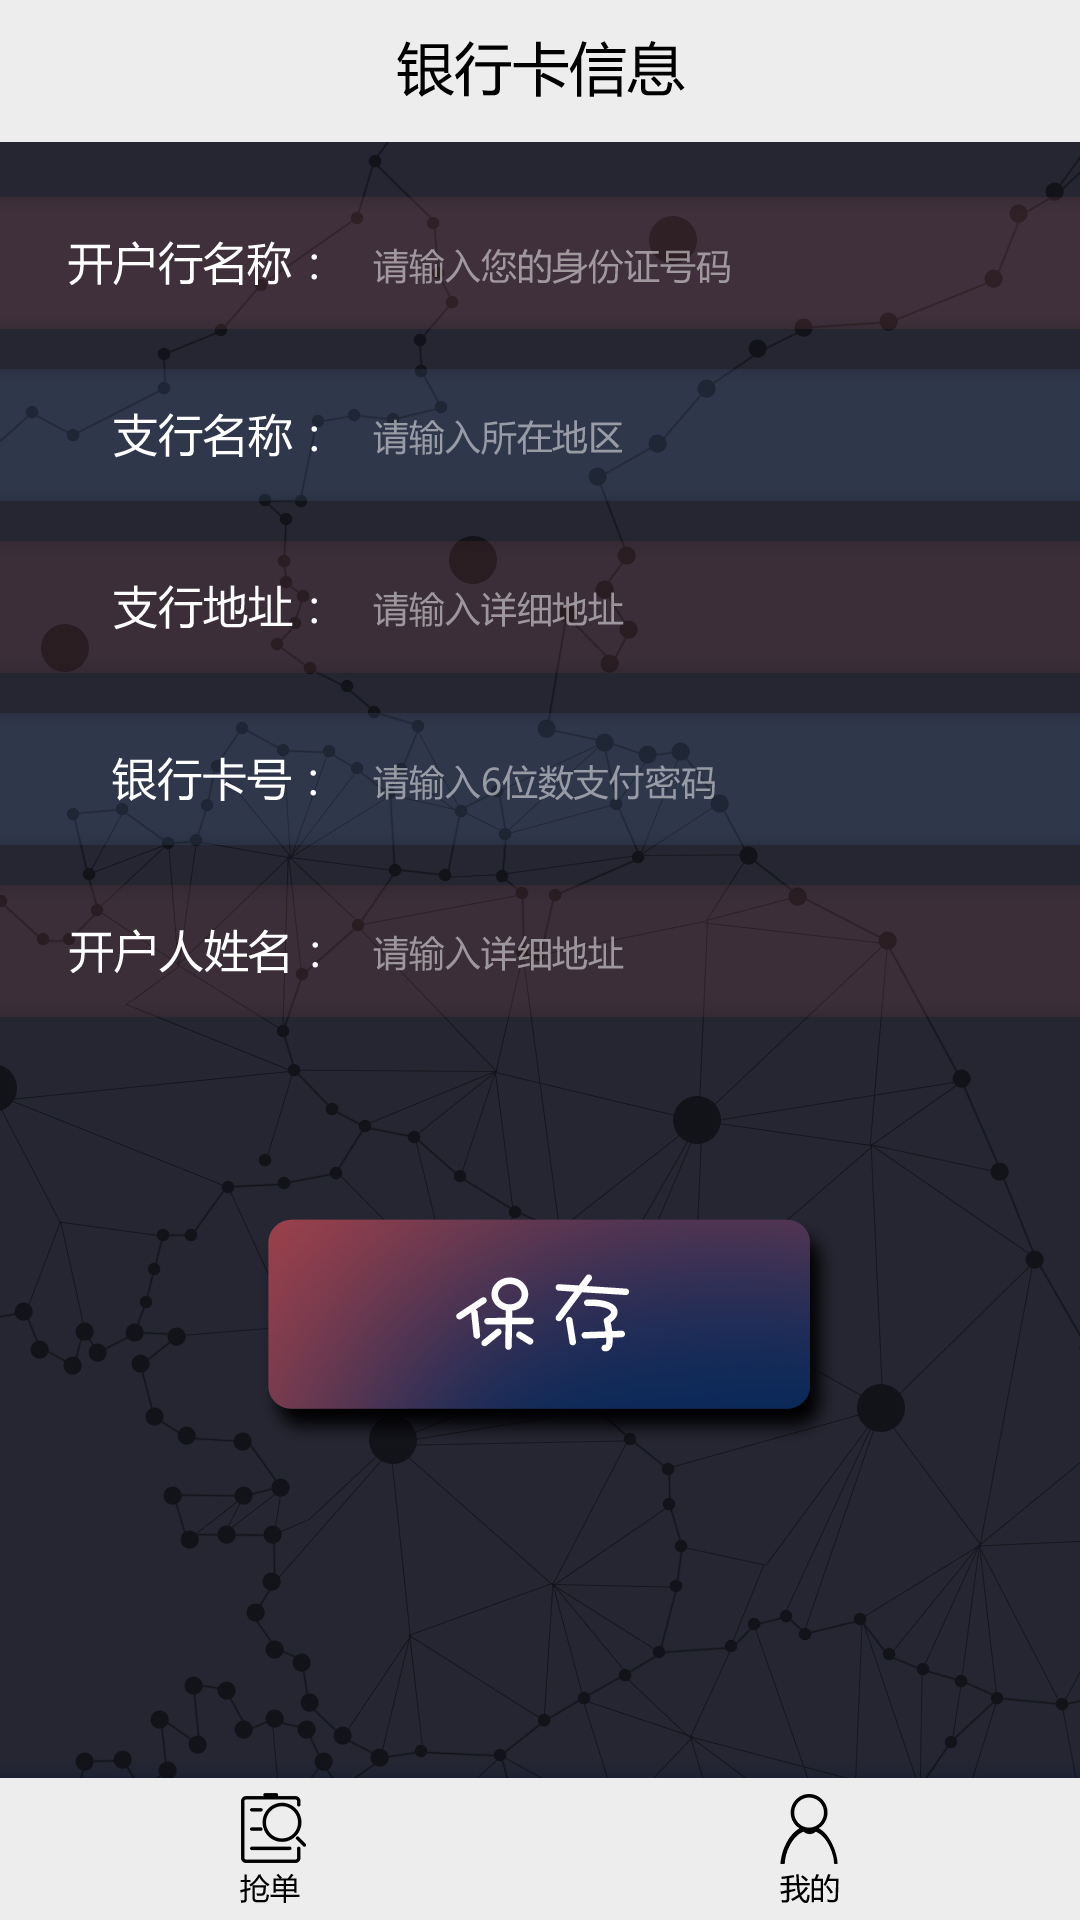 银行卡信息
开户行名称： 请输入您的身份证号码
支行名称： 请输入所在地区
支行地址： 请输入详细地址
银行卡号： 请输入6位数支付密码
开户人姓名： 请输入详细地址
保存
抢单 我的